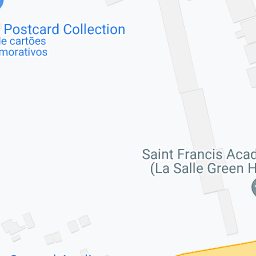 Postcard Collection
de cartões
morativos
Saint Francis Acad
(La Salle Green H